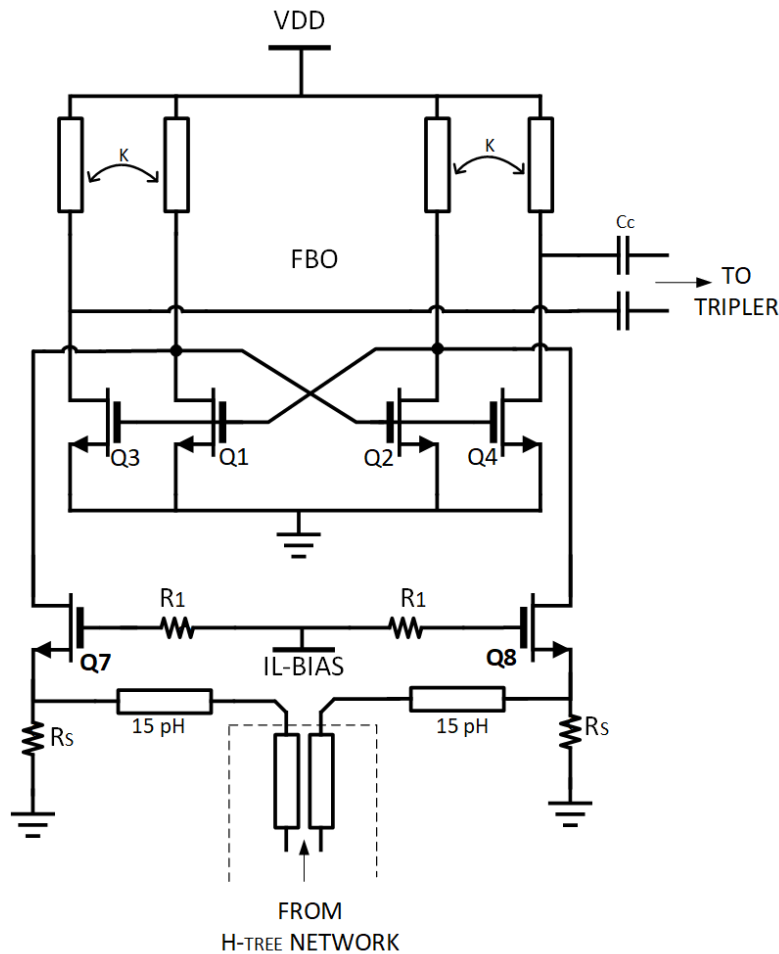 VDD
K
K
FBO
Cc
TO
TRIPLER
Q3
Q1
Q2
Q4
R1
R1
Q7
IL-BIAS
Q8
15 pH
15 pH
RS
RS
FROM
H-TREE NETWORK